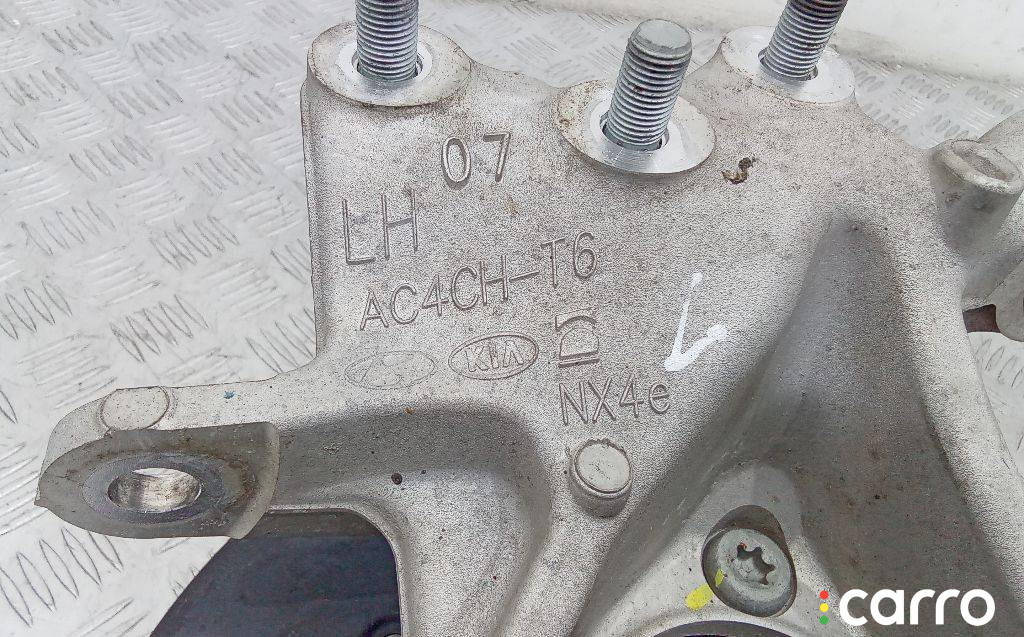 07
LH
AC4CH-T6
KIA
NX4e
carro